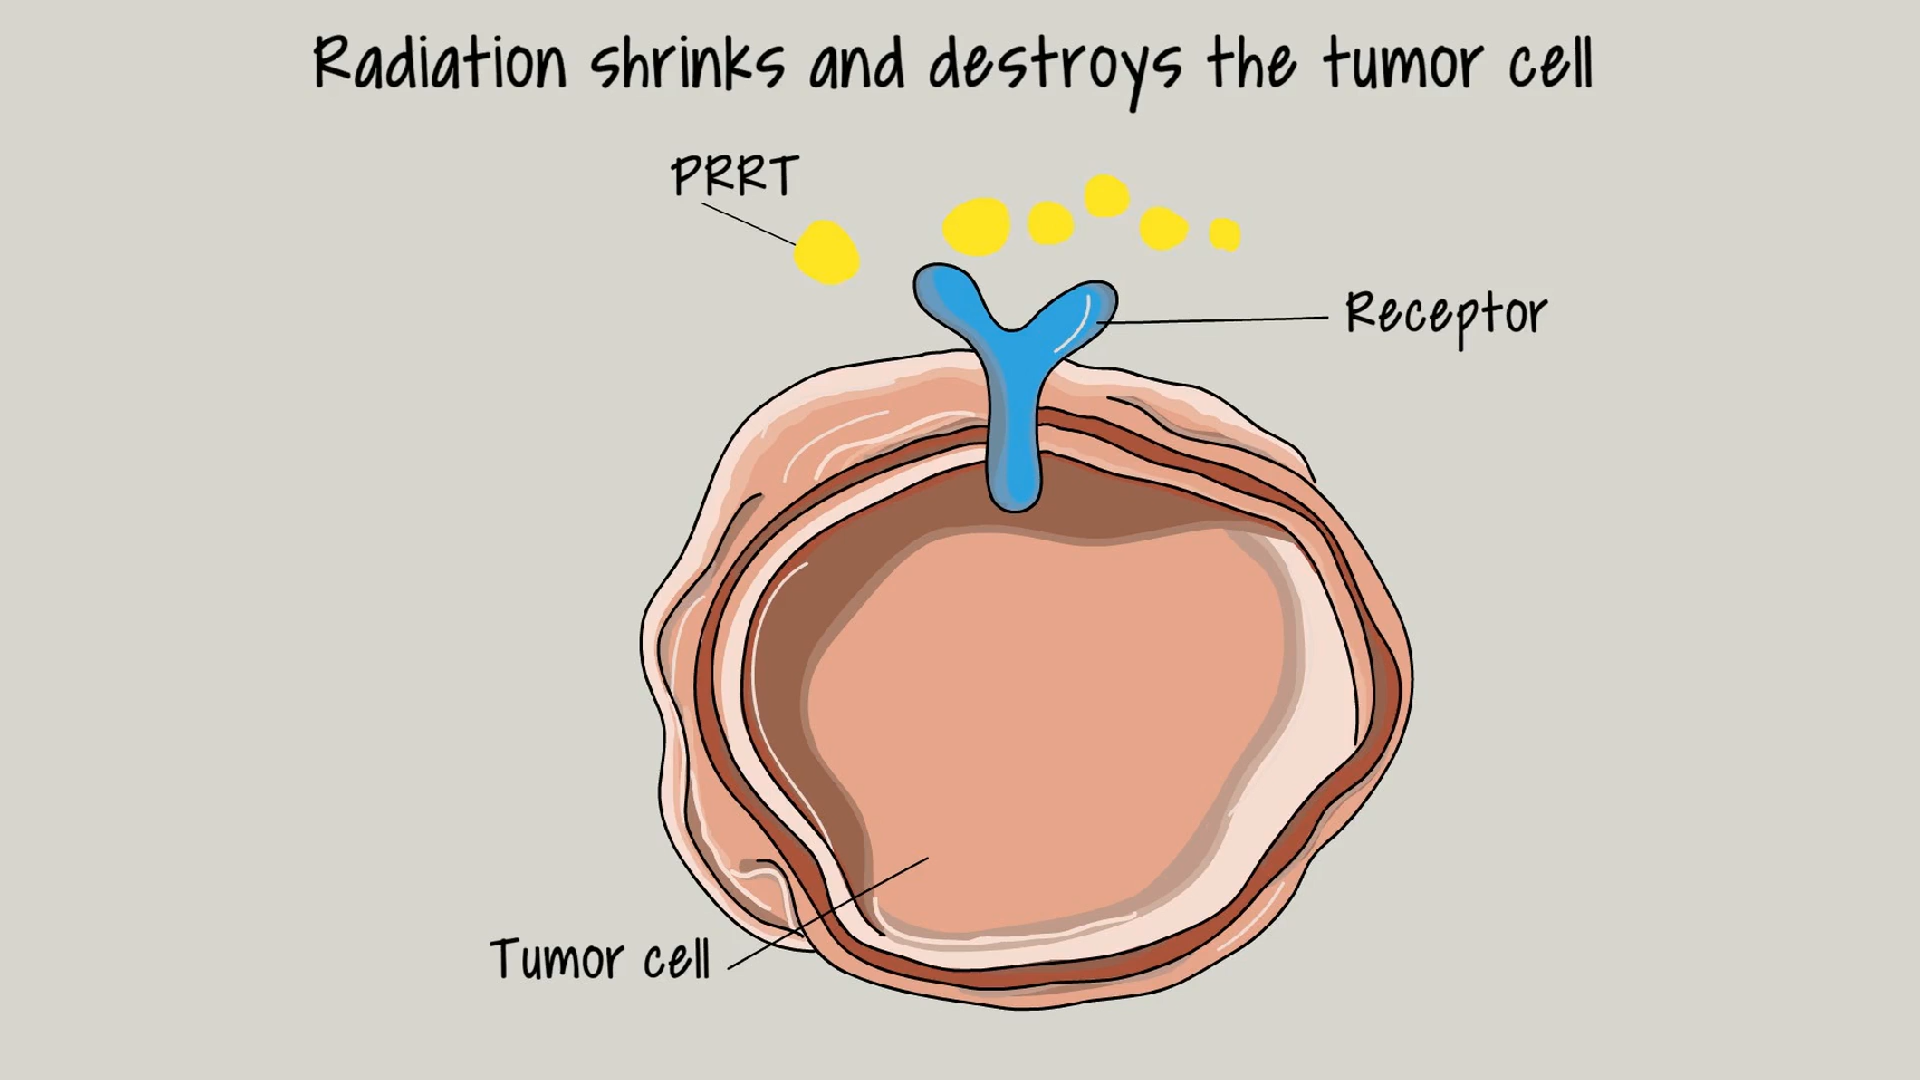 Radiation shrinks and destroys the tumor cell
PRRT
Receptor
Tumor cell